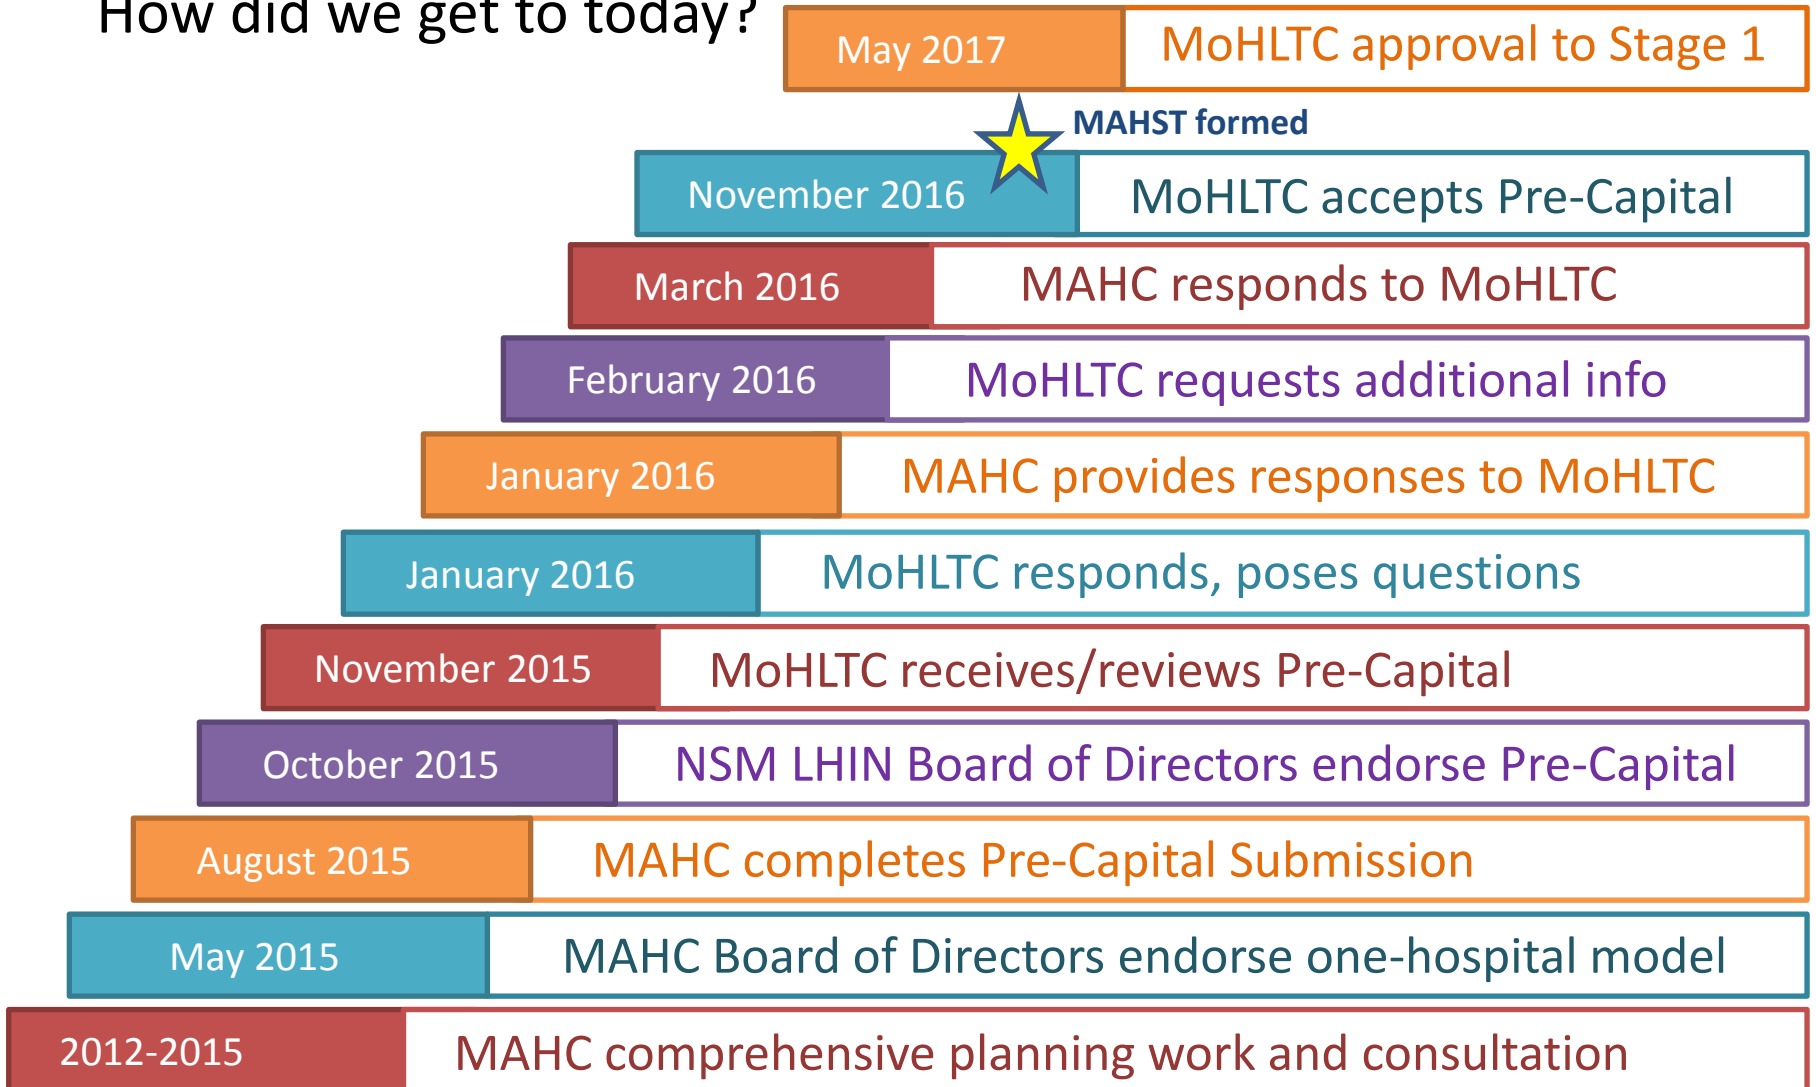 How did we get to today?
May 2017 MoHLTC approval to Stage 1
MAHST formed
November 2016 MoHLTC accepts Pre-Capital
March 2016 MAHC responds to MoHLTC
February 2016 MoHLTC requests additional info
January 2016 MAHC provides responses to MoHLTC
January 2016 MoHLTC responds, poses questions
November 2015 MoHLTC receives/reviews Pre-Capital
October 2015 NSM LHIN Board of Directors endorse Pre-Capital
August 2015 MAHC completes Pre-Capital Submission
May 2015 MAHC Board of Directors endorse one-hospital model
2012-2015 MAHC comprehensive planning work and consultation